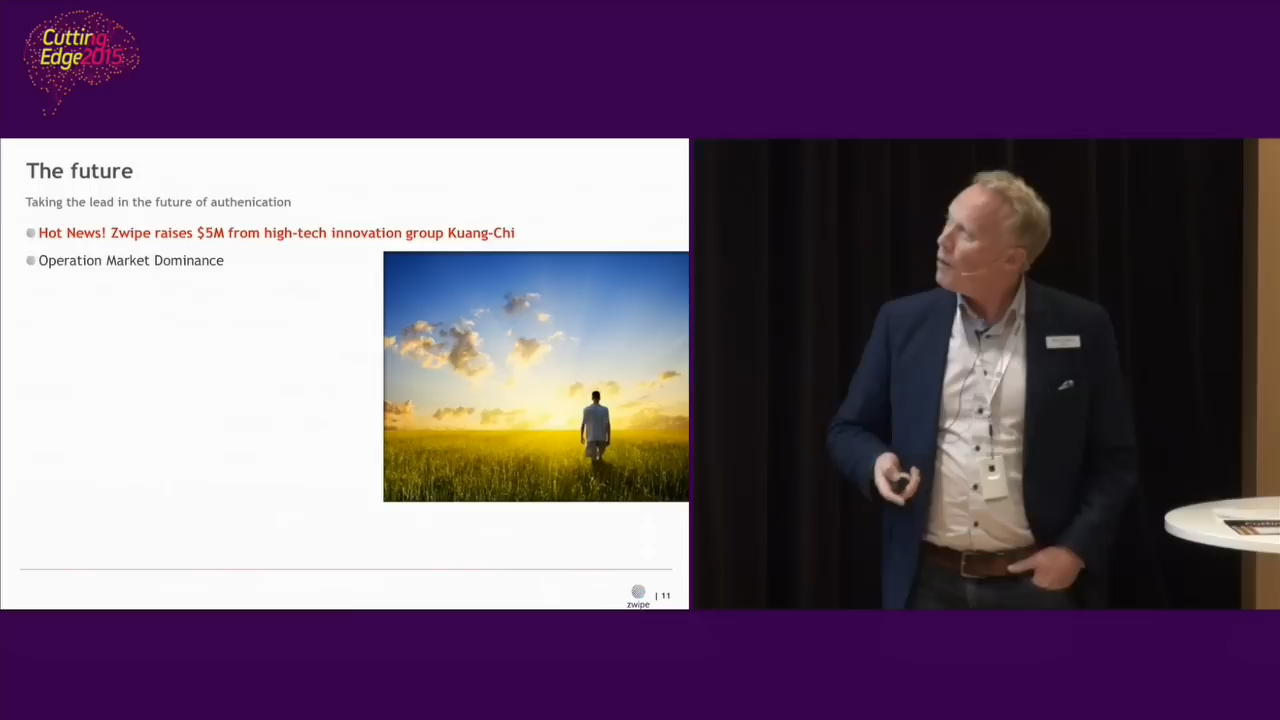 Cutting
Edge2015
The future
Taking the lead in the future of authenication
Hot News! Zwipe raises $5M from high-tech innovation group Kuang-Chi
Operation Market Dominance
zwipe
| 11